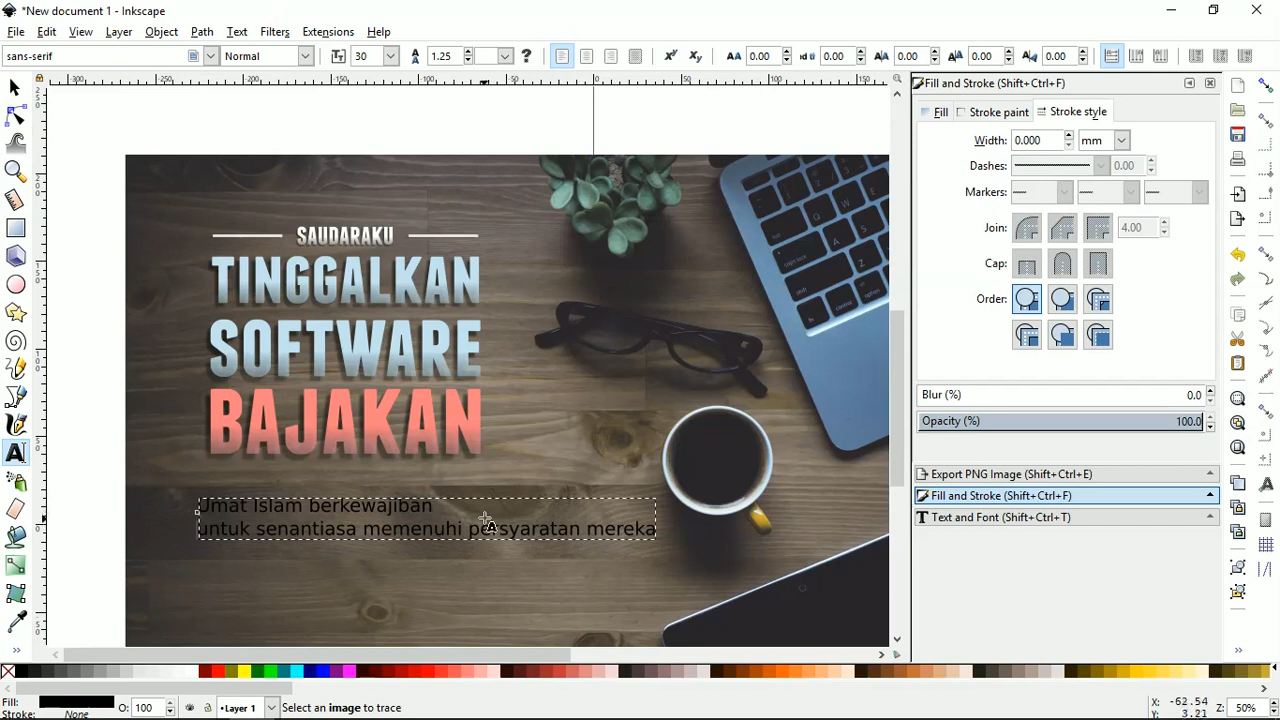 *New document 1 - Inkscape
File Edit View Layer Object Path Text Filters Extensions Help
sans-serif Normal 30 1.25 0.00 0.00 0.00 0.00 0.00
Fill and Stroke (Shift+Ctrl+F)
Fill Stroke paint Stroke style
Width: 0.000 mm
Dashes: 0.00
Markers:
Join: 4.00
Cap:
Order:
Blur (%) 0.0
Opacity (%) 100.0
Export PNG Image (Shift+Ctrl+E)
Fill and Stroke (Shift+Ctrl+F)
Text and Font (Shift+Ctrl+T)
SAUDARAKU
TINGGALKAN
SOFTWARE
BAJAKAN
Umat Islam berkewajiban
untuk senantiasa memenuhi persyaratan mereka
Fill:
Stroke: None
O: 100
Layer 1
Select an image to trace
X: -62.54
Y: 3.21
Z: 50%